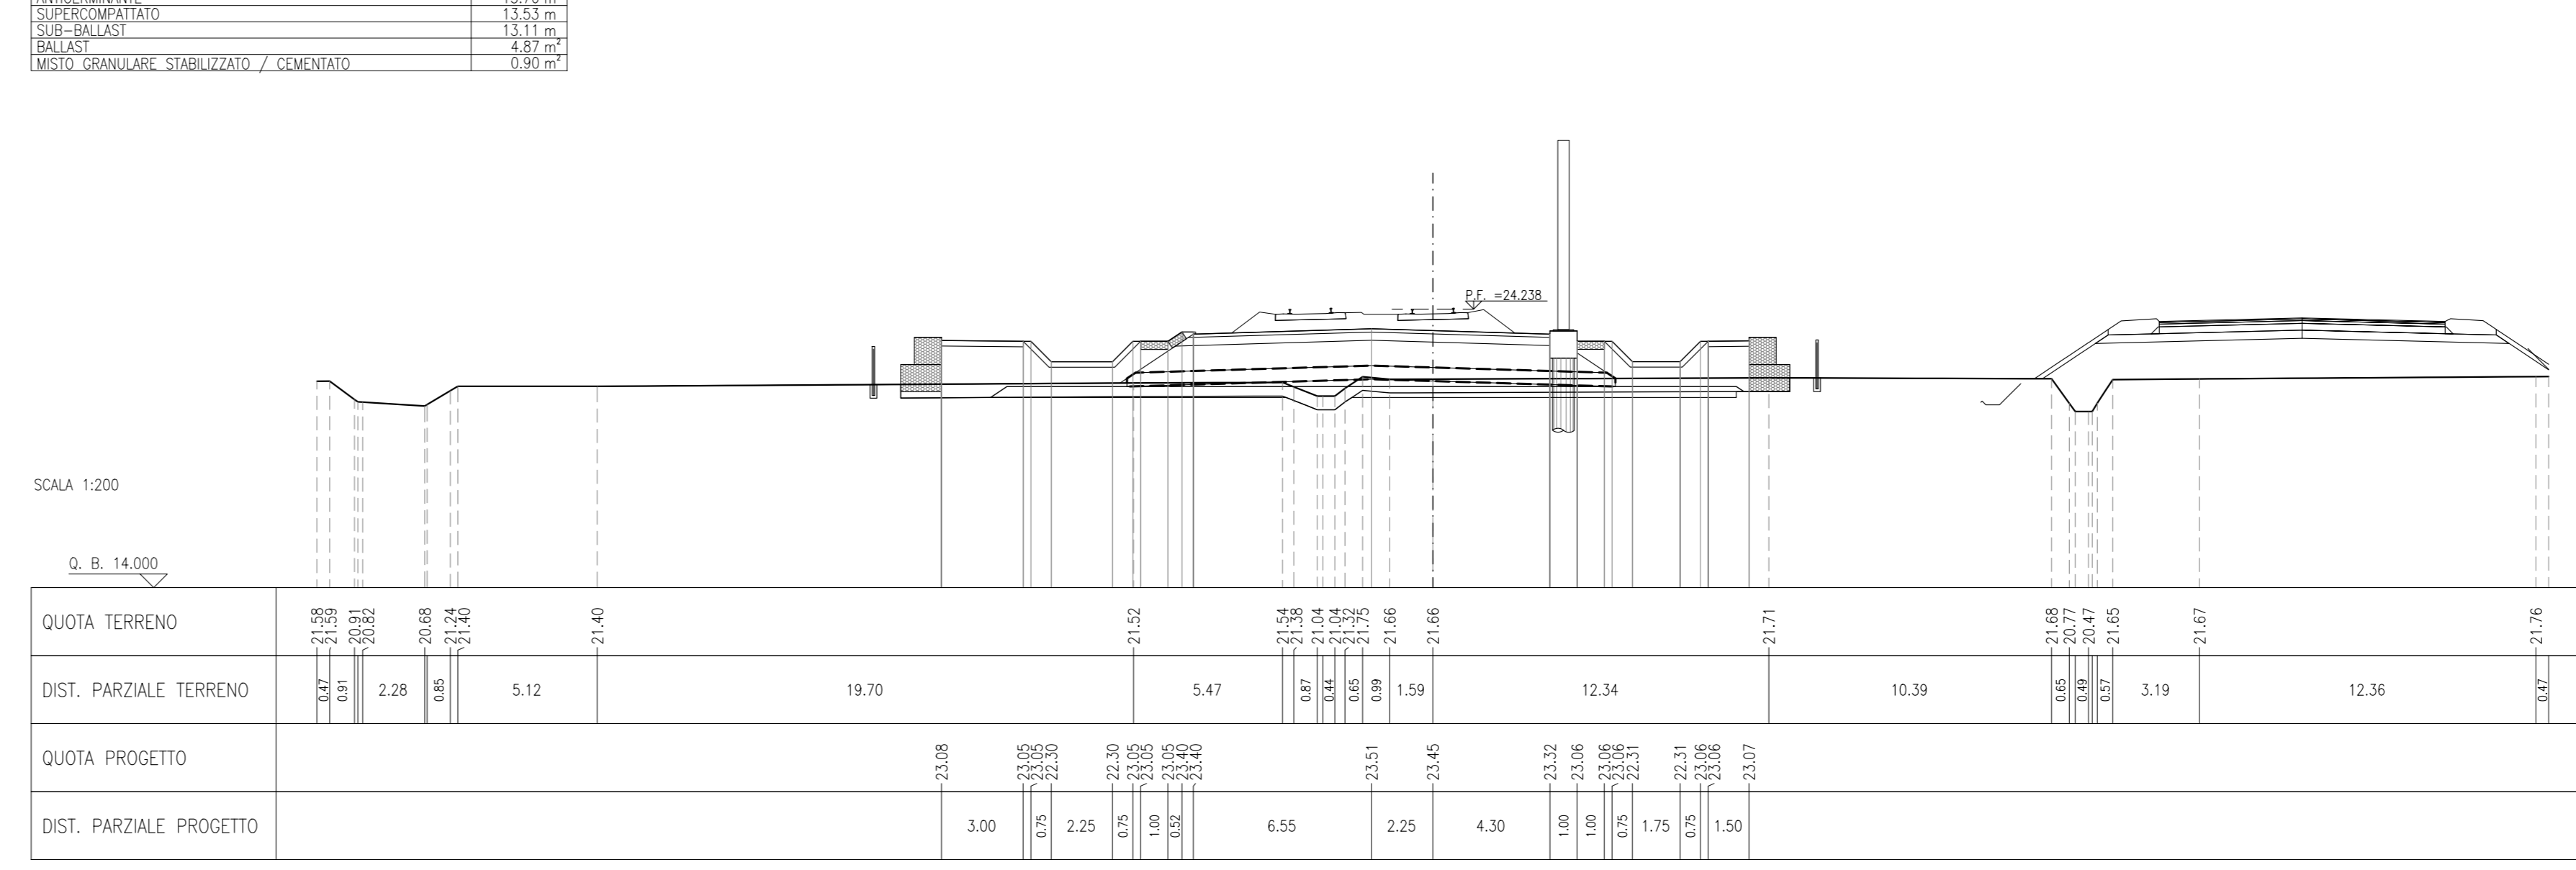 SUPERCOMPATTATO 13.53 m
SUB-BALLAST 13.11 m
BALLAST 4.87 m²
MISTO GRANULARE STABILIZZATO / CEMENTATO 0.90 m²
P.F. =24.238
SCALA 1:200
Q. B. 14.000
QUOTA TERRENO 21.58 21.59 20.91 20.82 20.68 21.24 21.40 21.40 21.52 21.54 21.38 21.04 21.04 21.32 21.75 21.66 21.66 21.71 21.68 20.77 20.47 21.65 21.67 21.76
DIST. PARZIALE TERRENO 0.47 0.91 2.28 0.85 5.12 19.70 5.47 0.87 0.44 0.65 0.99 1.59 12.34 10.39 0.65 0.49 0.57 3.19 12.36 0.47
QUOTA PROGETTO 23.08 23.05 23.05 22.30 22.30 23.05 23.05 23.05 23.40 23.40 23.51 23.45 23.32 23.06 23.06 23.06 22.31 22.31 23.06 23.06 23.07
DIST. PARZIALE PROGETTO 3.00 0.75 2.25 0.75 1.00 0.52 6.55 2.25 4.30 1.00 1.00 0.75 1.75 0.75 1.50